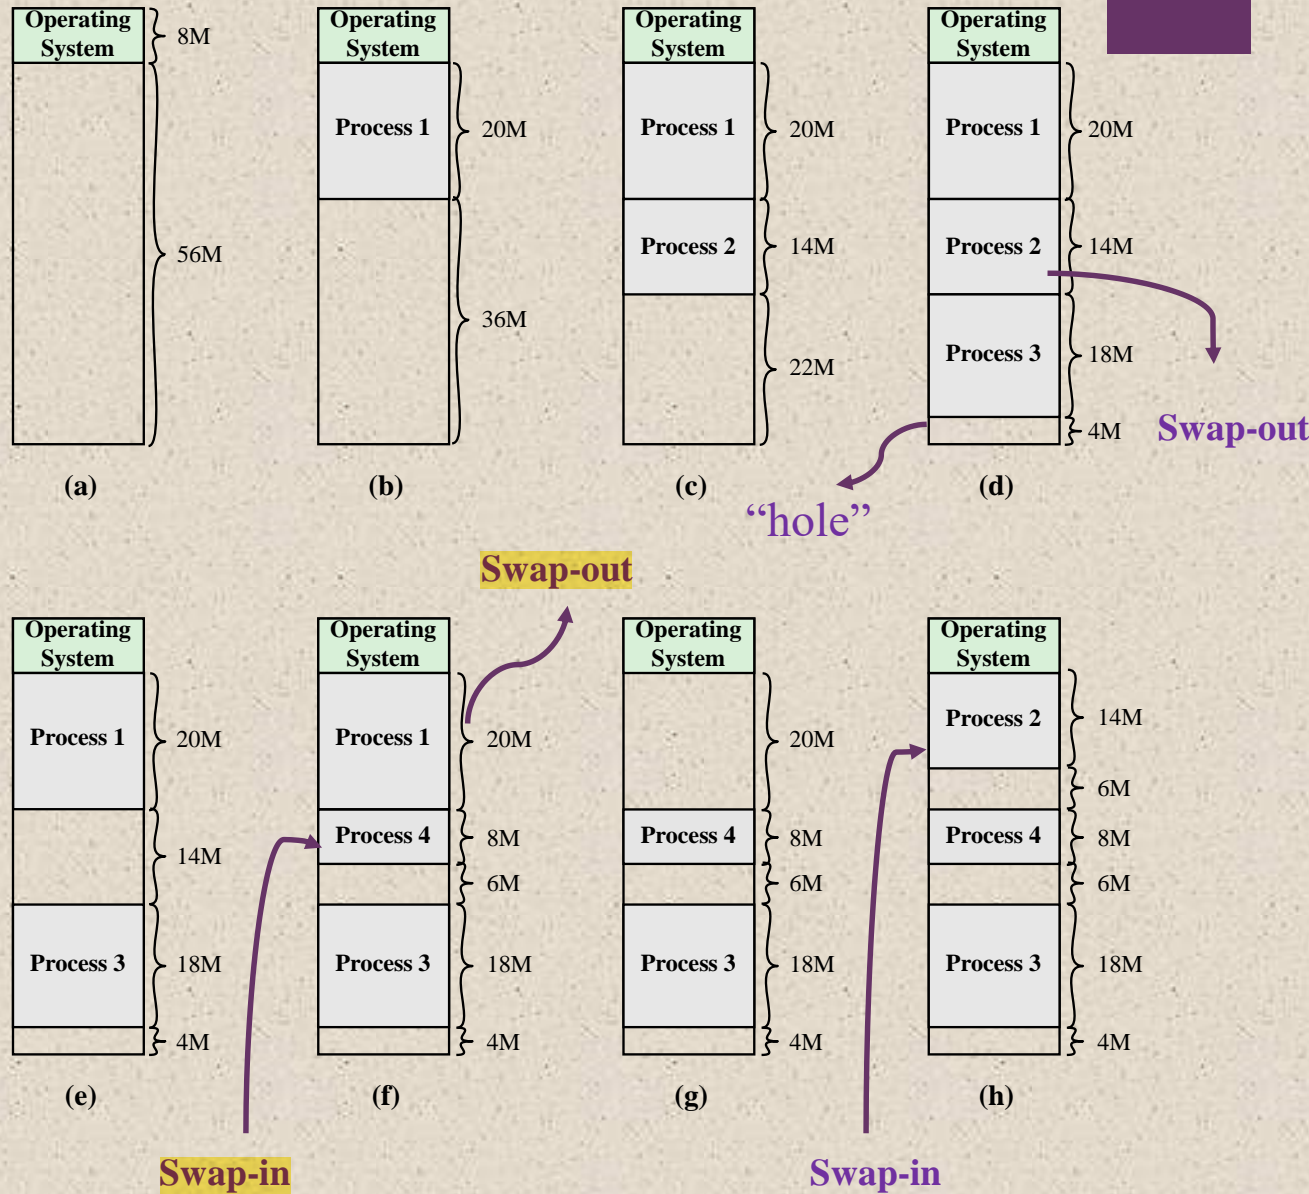 Operating
System
8M
56M
(a)
Operating
System
Process 1
20M
36M
(b)
Operating
System
Process 1
20M
Process 2
14M
22M
(c)
Operating
System
Process 1
20M
Process 2
14M
Process 3
18M
4M
Swap-out
(d)
“hole”
Swap-out
Operating
System
Process 1
20M
14M
Process 3
18M
4M
(e)
Operating
System
Process 1
20M
Process 4
8M
6M
Process 3
18M
4M
(f)
Operating
System
20M
Process 4
8M
6M
Process 3
18M
4M
(g)
Operating
System
Process 2
14M
6M
Process 4
8M
6M
Process 3
18M
4M
(h)
Swap-in
Swap-in